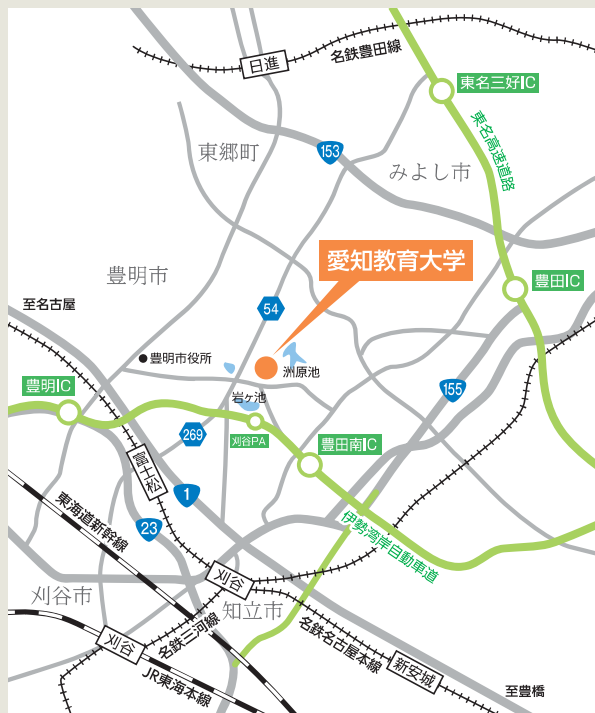 名鉄豊田線
日進
東名三好IC
東名高速道路
153
東郷町
みよし市
愛知教育大学
豊明市
豊田IC
至名古屋
54
豊明市役所
洲原池
155
豊明IC
岩ヶ池
269
刈谷PA
豊田南IC
富士松
1
東海道新幹線
23
伊勢湾岸自動車道
刈谷
刈谷市
知立市
刈谷
名鉄三河線
名鉄名古屋本線
新安城
JR東海本線
至豊橋